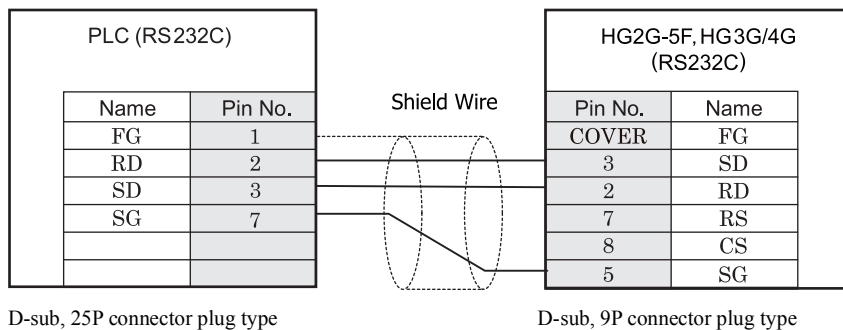 PLC (RS232C)
HG2G-5F, HG3G/4G
(RS232C)
Shield Wire
Name Pin No.
FG 1
RD 2
SD 3
SG 7
Pin No. Name
COVER FG
3 SD
2 RD
7 RS
8 CS
5 SG
D-sub, 25P connector plug type
D-sub, 9P connector plug type